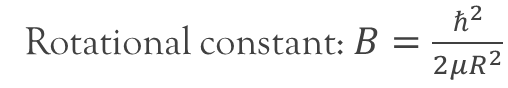 Rotational constant: B = ħ²/2μR²